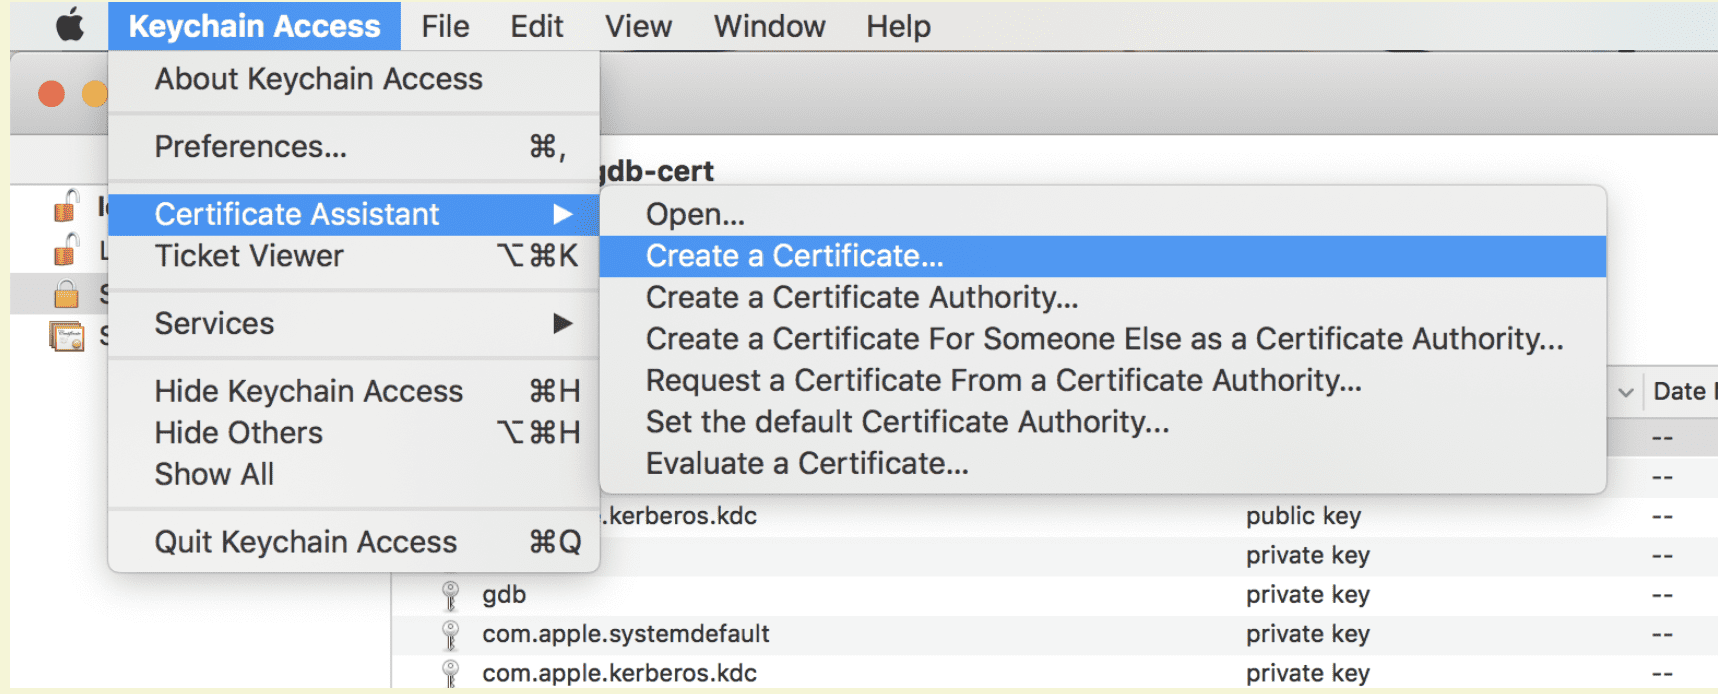 Keychain Access File Edit View Window Help
About Keychain Access
Preferences... ⌘,
gdb-cert
Certificate Assistant ▶
Ticket Viewer ⌥⌘K
Services ▶
Hide Keychain Access ⌘H
Hide Others ⌥⌘H
Show All
Quit Keychain Access ⌘Q
Open...
Create a Certificate...
Create a Certificate Authority...
Create a Certificate For Someone Else as a Certificate Authority...
Request a Certificate From a Certificate Authority...
Set the default Certificate Authority...
Evaluate a Certificate...
Date
--
--
.kerberos.kdc public key --
private key --
gdb private key --
com.apple.systemdefault private key --
com.apple.kerberos.kdc private key --